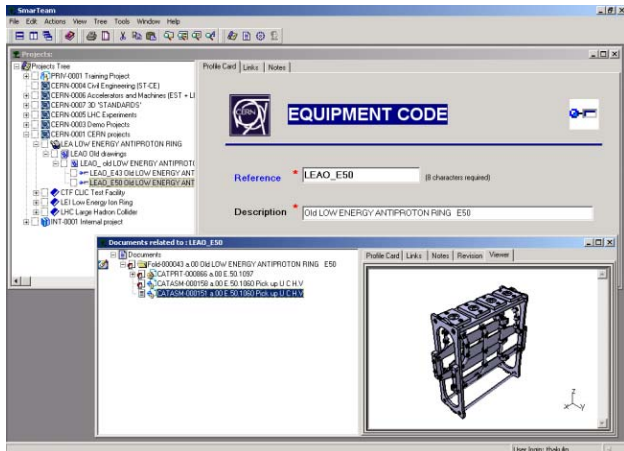 SmarTeam
File Edit Actions View Tree Tools Window Help
Projects:
Projects Tree
PRIV-0001 Training Project
CERN-0004 Civil Engineering (ST-CE)
CERN-0006 Accelerators and Machines (EST + LI
CERN-0007 3D 'STANDARDS'
CERN-0005 LHC Experiments
CERN-0003 Demo Projects
CERN-0001 CERN projects
LEA LOW ENERGY ANTIPROTON RING
LEAO Old drawings
LEAO_ old LOW ENERGY ANTIPROTO
LEAO_E43 Old LOW ENERGY ANT
LEAO_E50 Old LOW ENERGY ANT
CTF CLIC Test Facility
LEI Low Energy Ion Ring
LHC Large Hadron Collider
INT-0001 Internal project
Profile Card Links Notes
CERN
EQUIPMENT CODE
Reference * LEAO_E50 (8 characters required)
Description * Old LOW ENERGY ANTIPROTON RING E50
Documents related to : LEAO_E50
Documents
Fold-000043 a.00 Old LOW ENERGY ANTIPROTON RING E50
CATPRT-000866 a.00 E.50.1097
CATASM-000158 a.00 E.50.1060 Pick up U C H.V
CATASM-000151 a.00 E.50.1060 Pick up U C H.V
Profile Card Links Notes Revision Viewer
Z
X Y